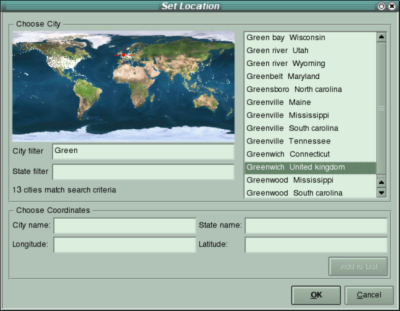 Set Location
Choose City
Green bay Wisconsin
Green river Utah
Green river Wyoming
Greenbelt Maryland
Greensboro North carolina
Greenville Maine
Greenville Mississippi
Greenville South carolina
Greenville Tennessee
Greenwich Connecticut
Greenwich United kingdom
Greenwood Mississippi
Greenwood South carolina
City filter Green
State filter
13 cities match search criteria
Choose Coordinates
City name: State name:
Longitude: Latitude:
Add to List
OK Cancel